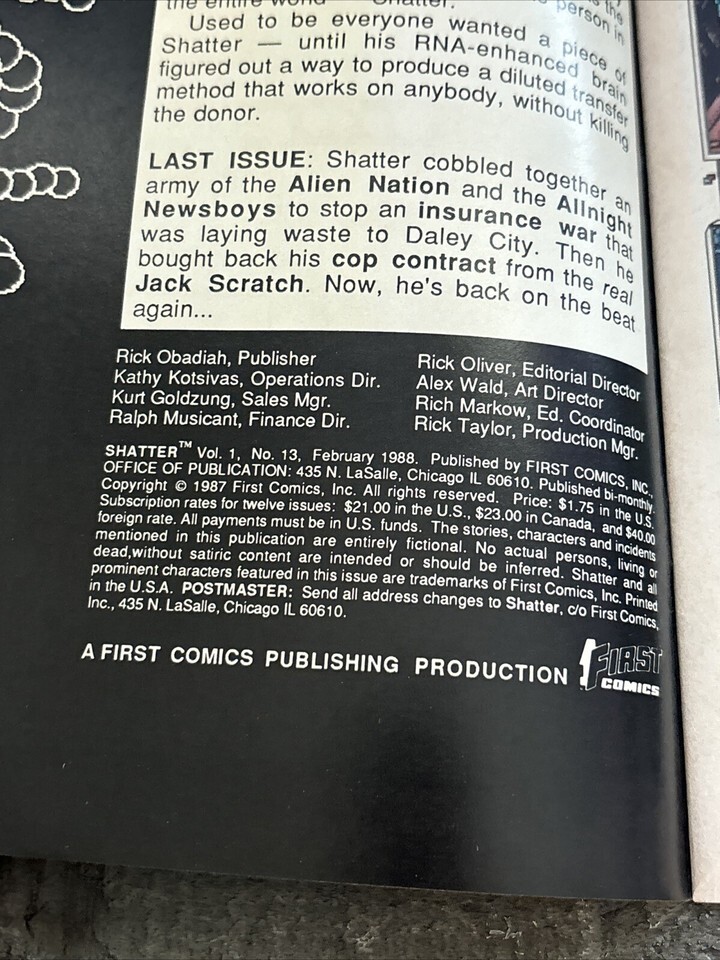 the entire world — Shatter.
person in
Used to be everyone wanted a piece of
Shatter — until his RNA-enhanced brain
figured out a way to produce a diluted transfer
method that works on anybody, without killing
the donor.
LAST ISSUE: Shatter cobbled together an
army of the Alien Nation and the Allnight
Newsboys to stop an insurance war that
was laying waste to Daley City. Then he
bought back his cop contract from the real
Jack Scratch. Now, he's back on the beat
again...
Rick Obadiah, Publisher
Kathy Kotsivas, Operations Dir.
Kurt Goldzung, Sales Mgr.
Ralph Musicant, Finance Dir.
Rick Oliver, Editorial Director
Alex Wald, Art Director
Rich Markow, Ed. Coordinator
Rick Taylor, Production Mgr.
SHATTER™ Vol. 1, No. 13, February 1988. Published by FIRST COMICS, INC.,
OFFICE OF PUBLICATION: 435 N. LaSalle, Chicago IL 60610. Published bi-monthly.
Copyright © 1987 First Comics, Inc. All rights reserved. Price: $1.75 in the U.S.
Subscription rates for twelve issues: $21.00 in the U.S., $23.00 in Canada, and $40.00
foreign rate. All payments must be in U.S. funds. The stories, characters and incidents
mentioned in this publication are entirely fictional. No actual persons, living or
dead,without satiric content are intended or should be inferred. Shatter and all
prominent characters featured in this issue are trademarks of First Comics, Inc. Printed
in the U.S.A. POSTMASTER: Send all address changes to Shatter, c/o First Comics,
Inc., 435 N. LaSalle, Chicago IL 60610.
A FIRST COMICS PUBLISHING PRODUCTION
FIRST
COMICS